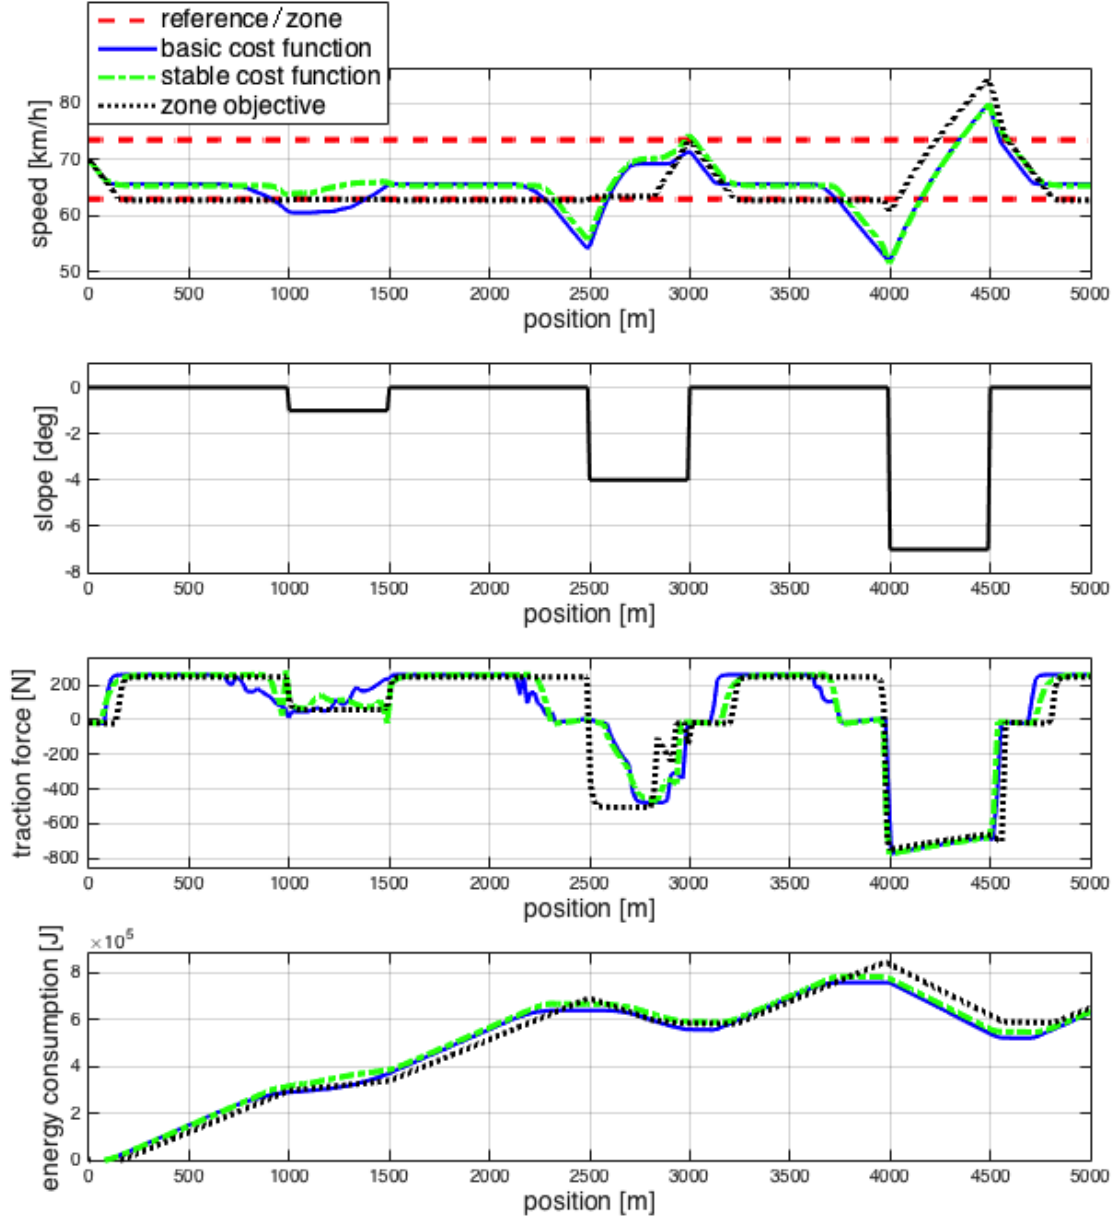 reference/zone
basic cost function
stable cost function
zone objective
speed [km/h]
80
70
60
50
0 500 1000 1500 2000 2500 3000 3500 4000 4500 5000
position [m]
slope [deg]
0
-2
-4
-6
-8
0 500 1000 1500 2000 2500 3000 3500 4000 4500 5000
position [m]
traction force [N]
200
0
-200
-400
-600
-800
0 500 1000 1500 2000 2500 3000 3500 4000 4500 5000
position [m]
energy consumption [J]
×10⁵
8
6
4
2
0
0 500 1000 1500 2000 2500 3000 3500 4000 4500 5000
position [m]